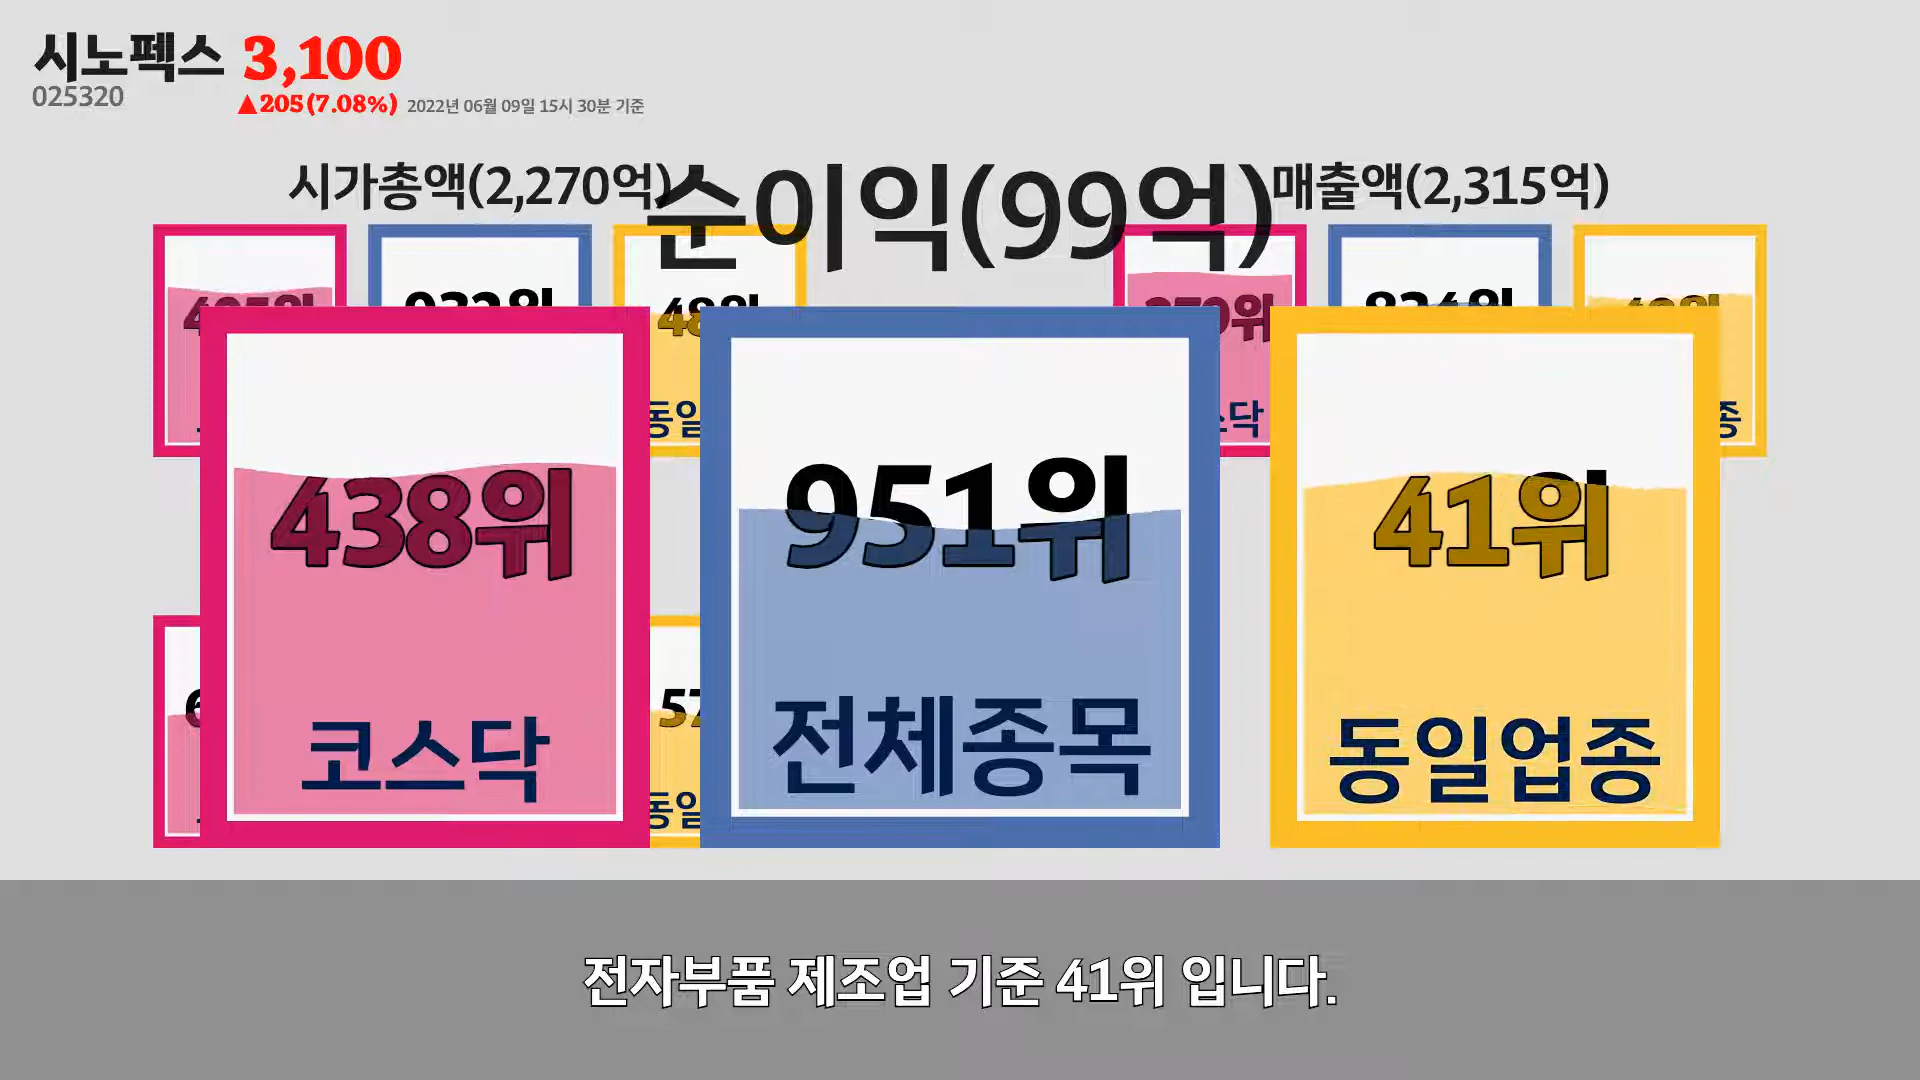 시노펙스 3,100
025320
▲205(7.08%) 2022년 06월 09일 15시 30분 기준
시가총액(2,270억)
순이익(99억)
매출액(2,315억)
438위
코스닥
951위
전체종목
41위
동일업종
전자부품 제조업 기준 41위 입니다.